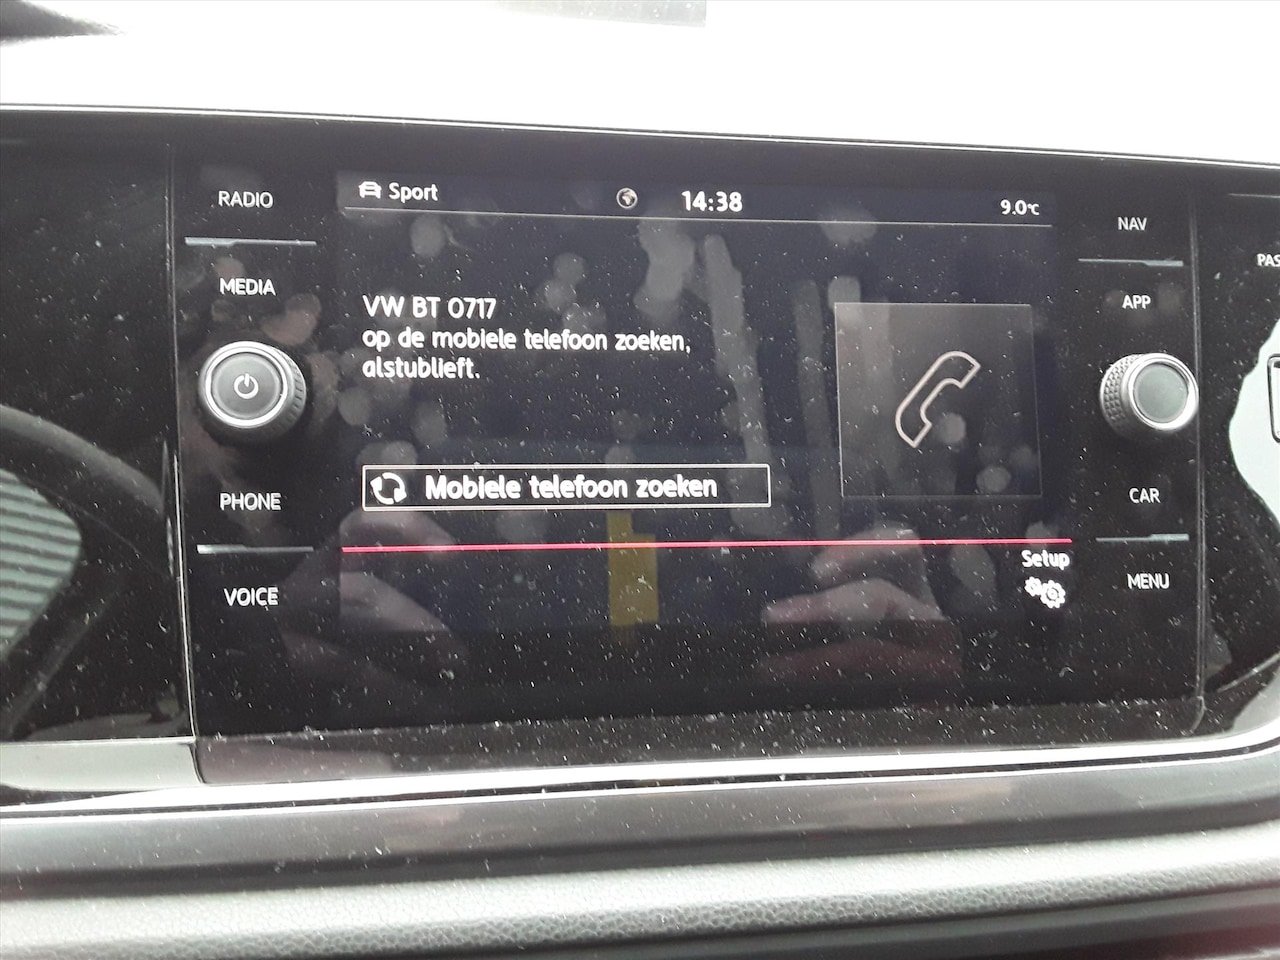 RADIO
MEDIA
PHONE
VOICE
Sport
14:38
9.0°C
VW BT 0717
op de mobiele telefoon zoeken,
alstublieft.
Mobiele telefoon zoeken
Setup
NAV
APP
CAR
MENU
PAS